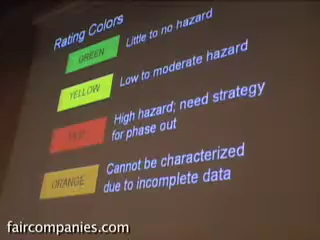 Rating Colors
GREEN Little to no hazard
YELLOW Low to moderate hazard
RED High hazard; need strategy
for phase out
ORANGE Cannot be characterized
due to incomplete data
faircompanies.com